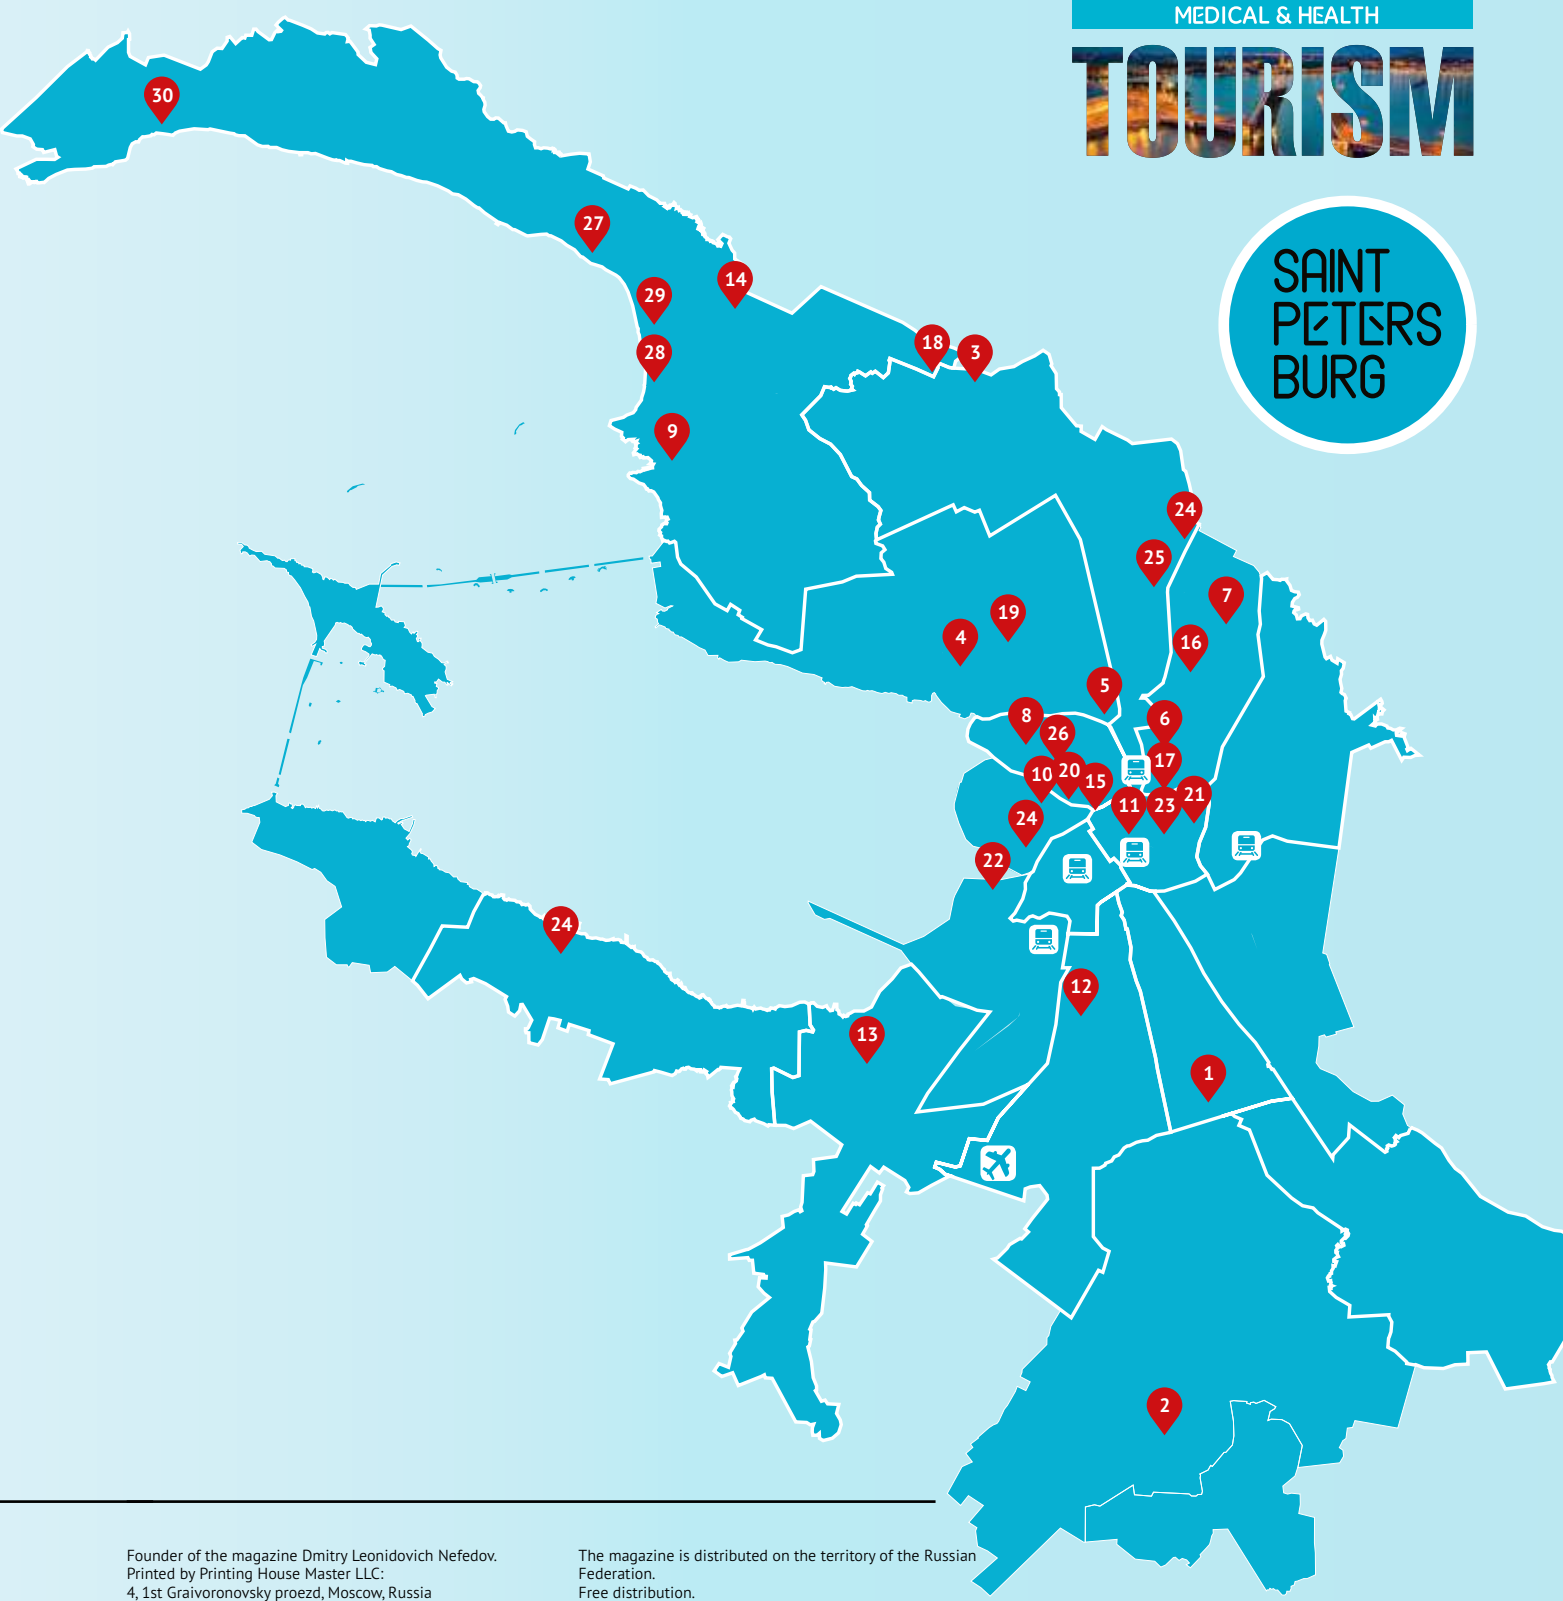 MEDICAL & HEALTH
TOURISM
SAINT
PETERS
BURG
30
27
14
29
18
3
28
9
24
25
7
19
4
16
5
8
6
26
17
10
20
15
21
11
23
24
22
24
12
13
1
2
Founder of the magazine Dmitry Leonidovich Nefedov.
Printed by Printing House Master LLC:
4, 1st Graivoronovsky proezd, Moscow, Russia
The magazine is distributed on the territory of the Russian
Federation.
Free distribution.